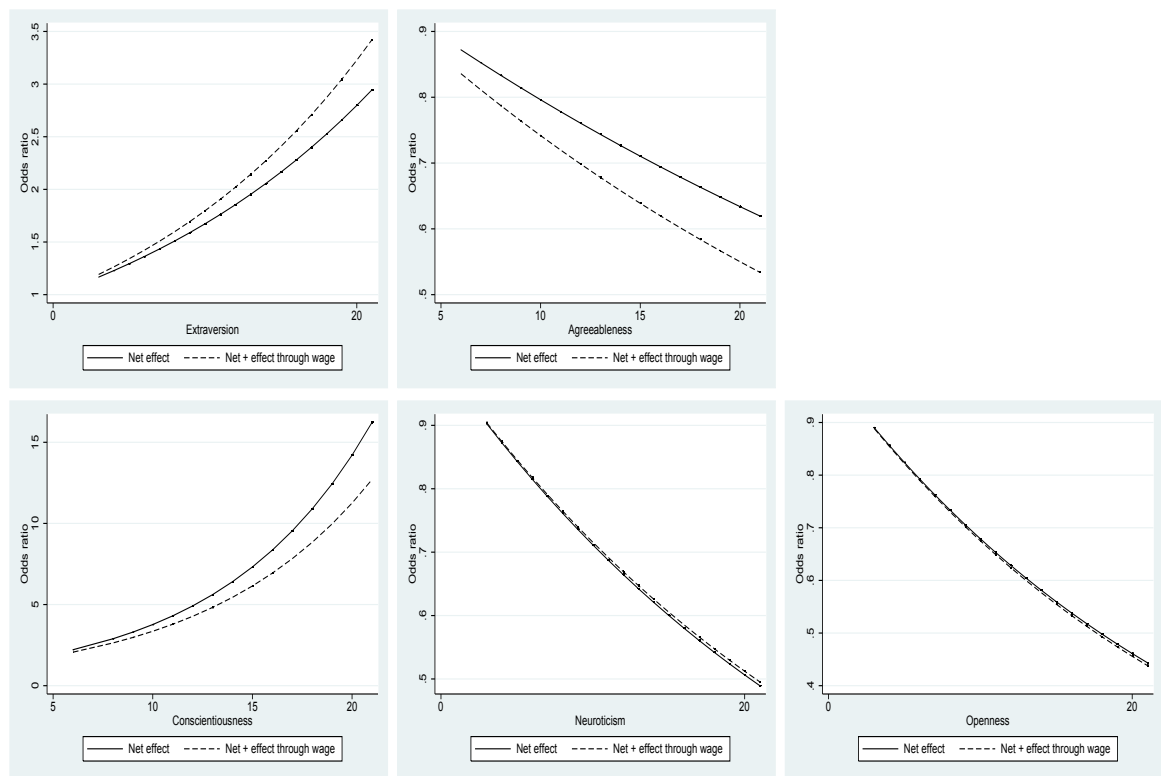 3.5
3
2.5
2
1.5
1
Odds ratio
0 20
Extraversion
Net effect Net + effect through wage
.9
.8
.7
.6
.5
Odds ratio
5 10 15 20
Agreeableness
Net effect Net + effect through wage
15
10
5
0
Odds ratio
5 10 15 20
Conscientiousness
Net effect Net + effect through wage
.9
.8
.7
.6
.5
Odds ratio
0 20
Neuroticism
Net effect Net + effect through wage
.9
.8
.7
.6
.5
.4
Odds ratio
0 20
Openness
Net effect Net + effect through wage